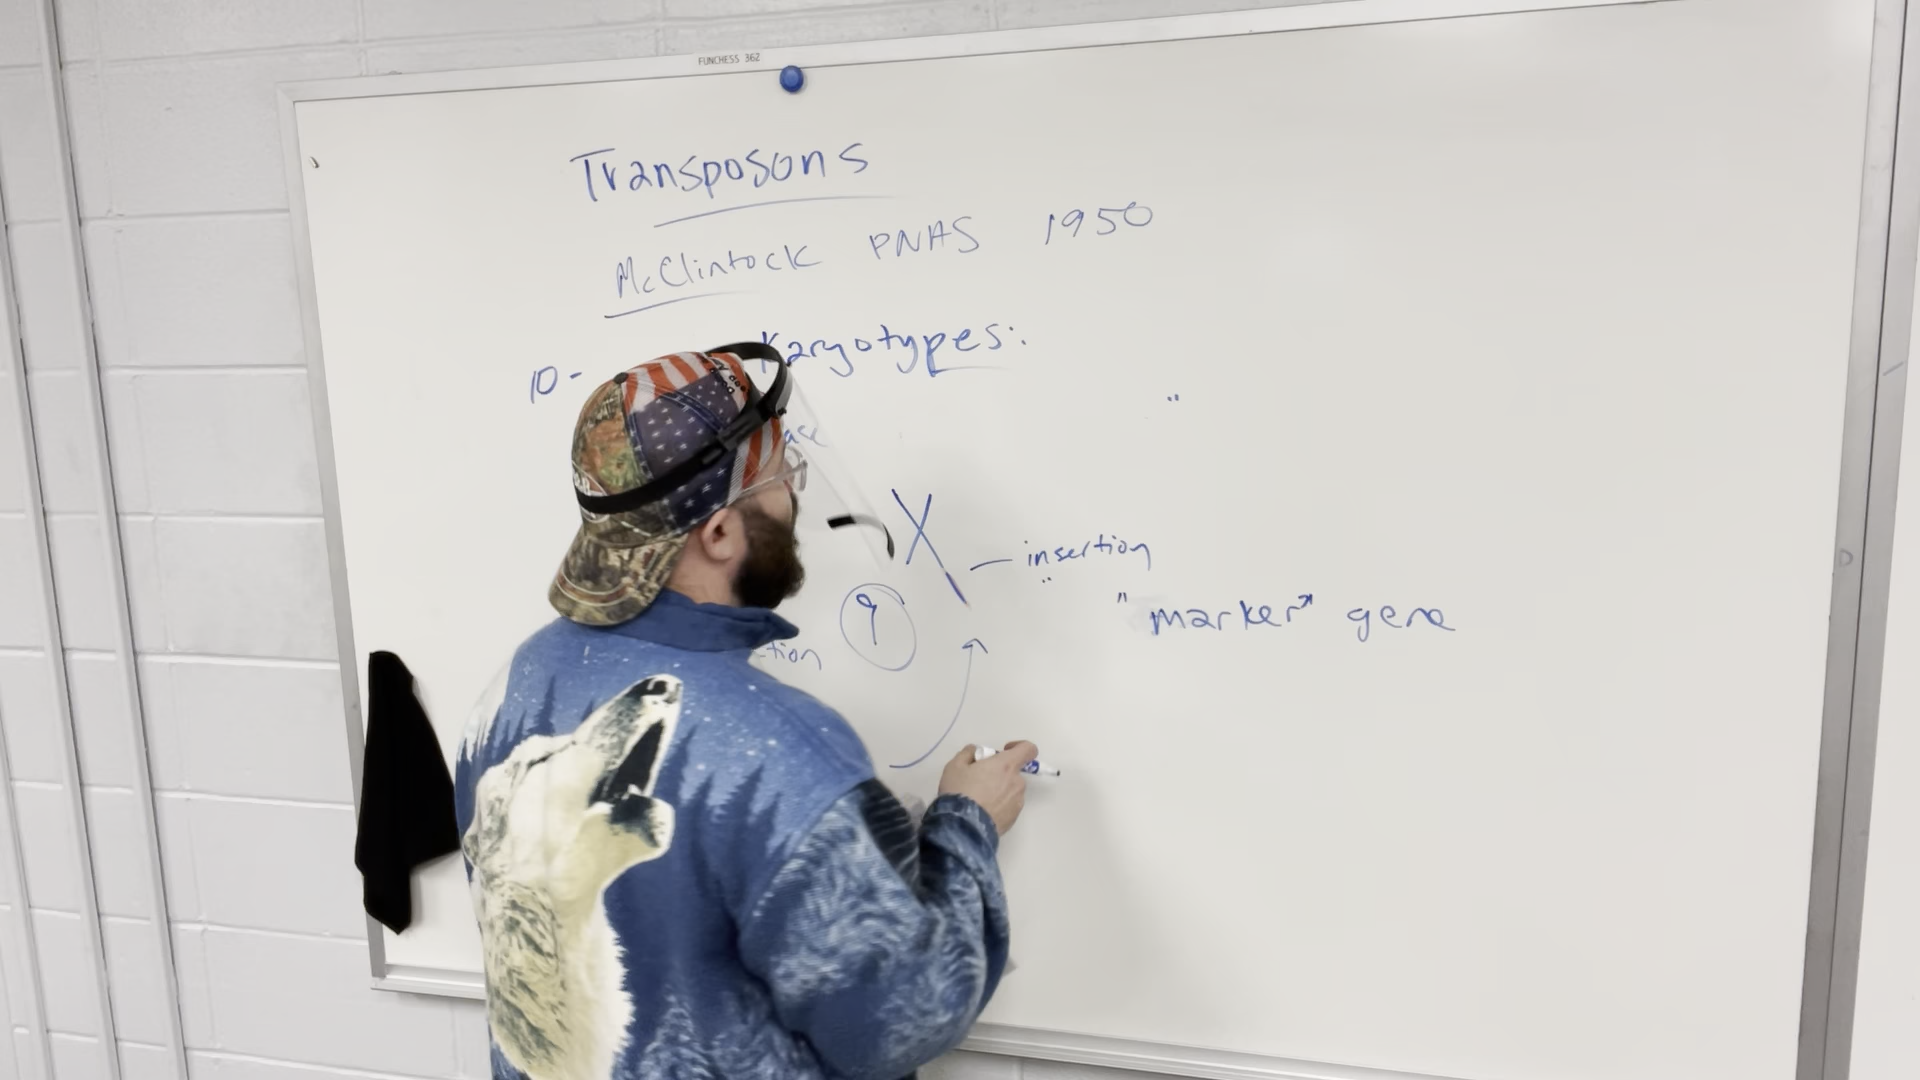 FUNCHESS 362
Transposons
McClintock PNAS 1950
10- Karyotypes:
insertion
9
"marker" gene